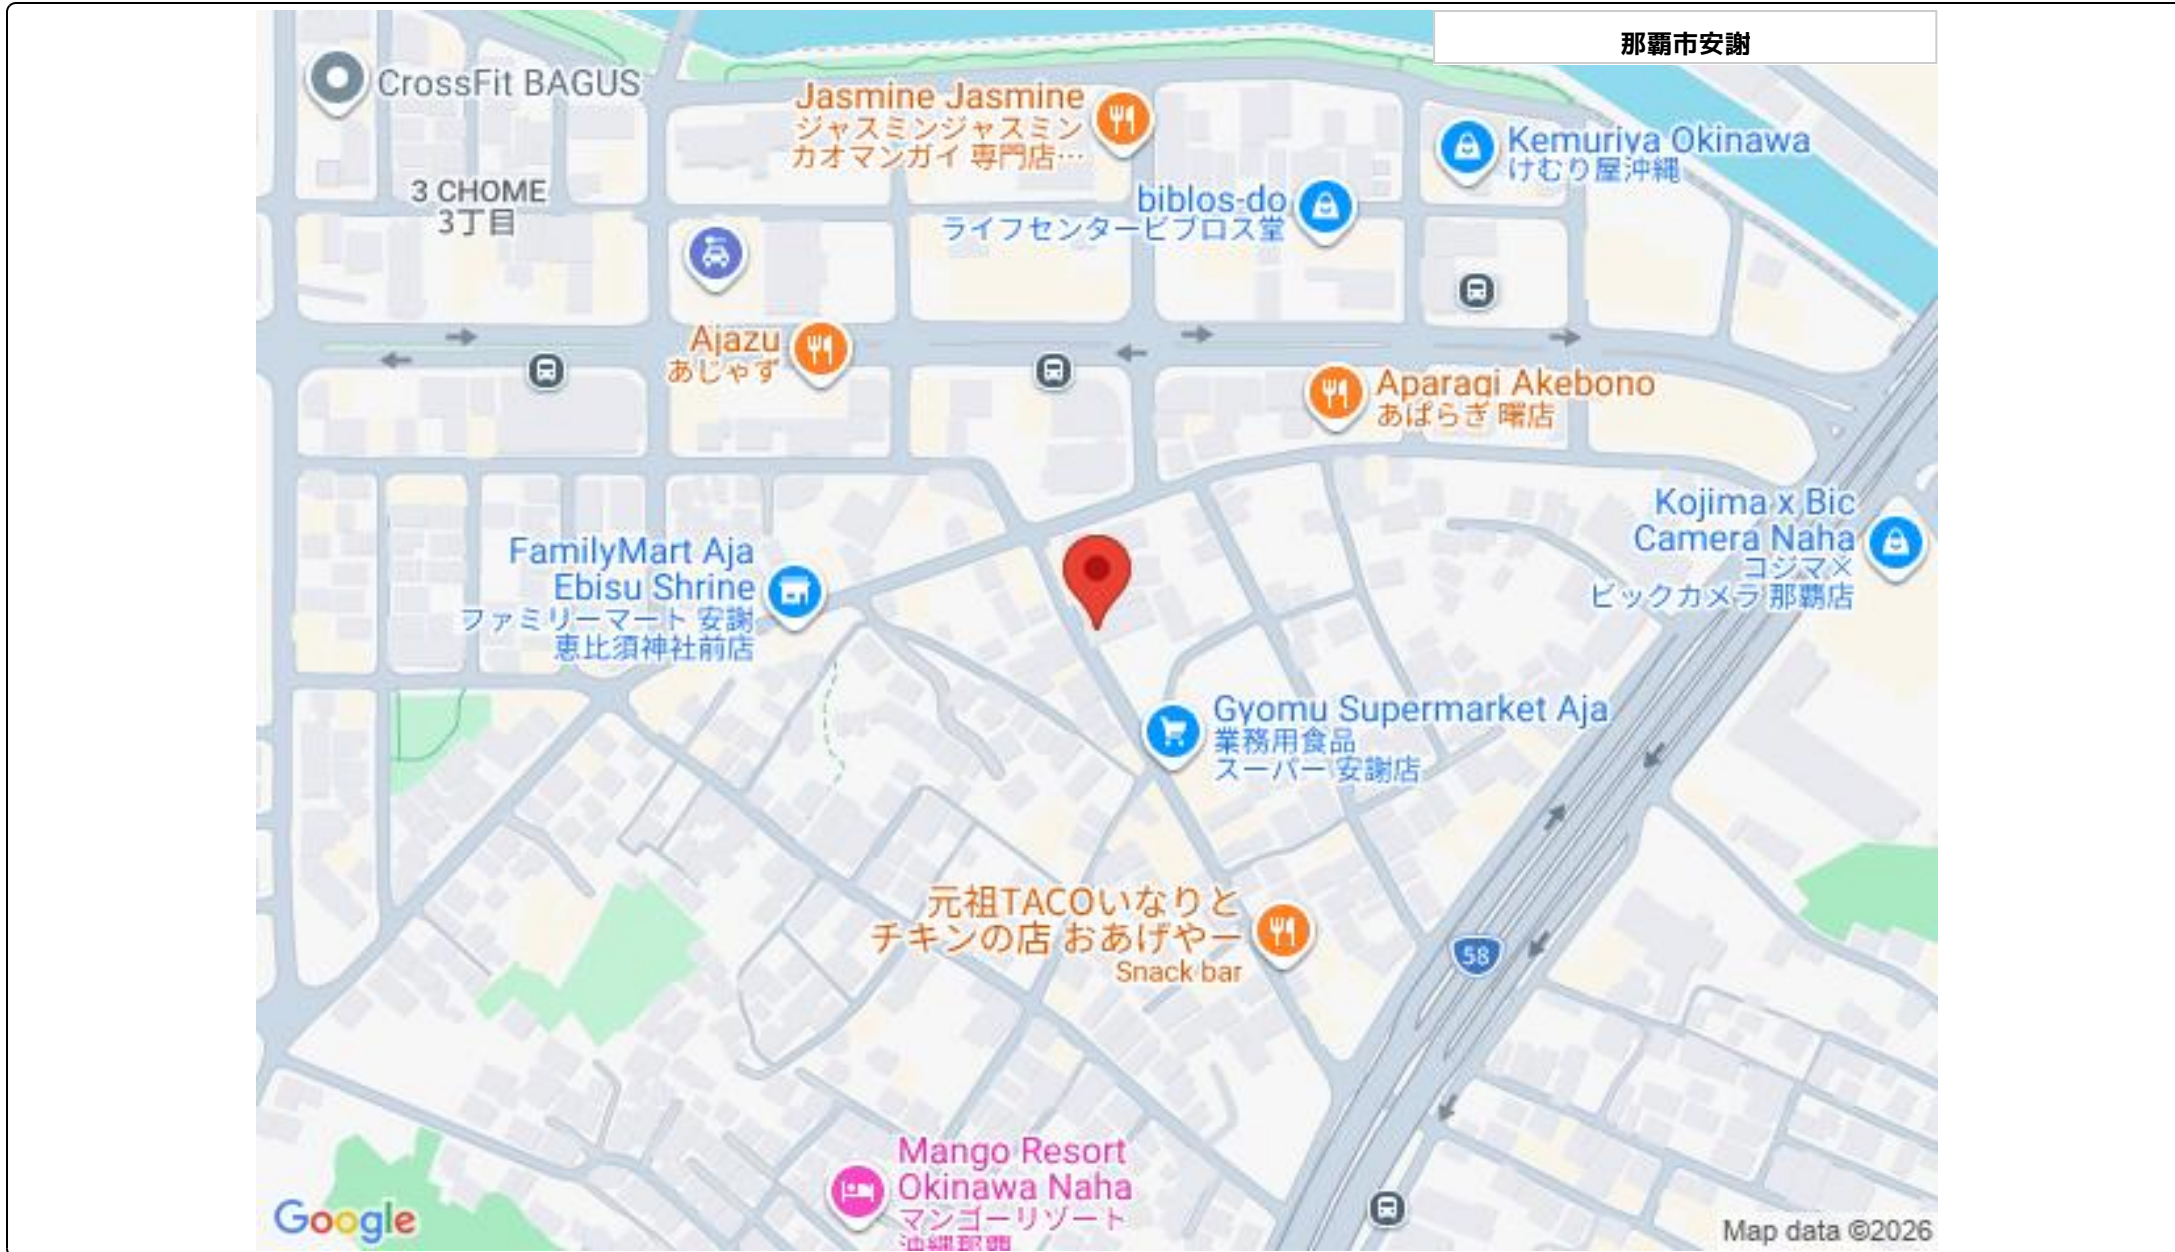 那覇市安謝
CrossFit BAGUS
Jasmine Jasmine
ジャスミンジャスミン
カオマンガイ 専門店…
Kemuriya Okinawa
けむり屋沖縄
3 CHOME
3丁目
biblos-do
ライフセンタービブロス堂
Ajazu
あじゃず
Aparagi Akebono
あぱらぎ 曙店
Kojima x Bic
Camera Naha
コジマ×
ビックカメラ 那覇店
FamilyMart Aja
Ebisu Shrine
ファミリーマート 安謝
恵比須神社前店
Gyomu Supermarket Aja
業務用食品
スーパー 安謝店
元祖TACOいなりと
チキンの店 おあげやー
Snack bar
58
Mango Resort
Okinawa Naha
マンゴーリゾート
沖縄那覇
Google
Map data ©2026